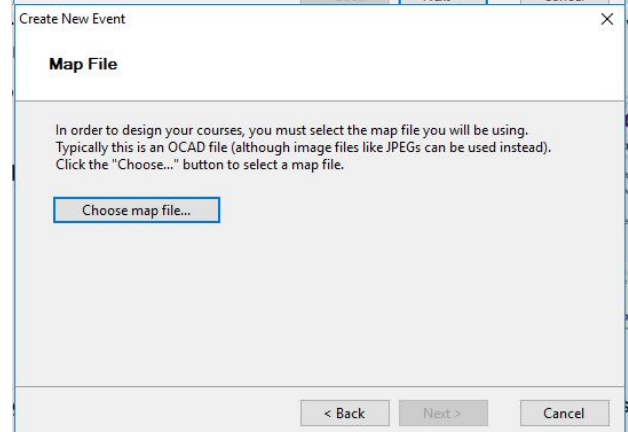 Create New Event
Map File
In order to design your courses, you must select the map file you will be using.
Typically this is an OCAD file (although image files like JPEGs can be used instead).
Click the "Choose..." button to select a map file.
Choose map file...
< Back Next > Cancel